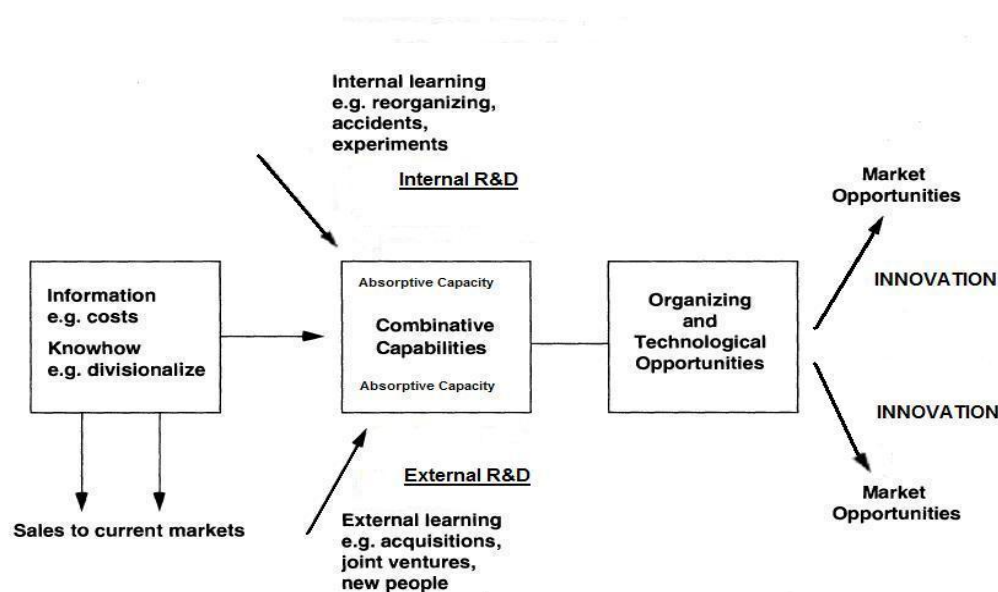 Internal learning
e.g. reorganizing,
accidents,
experiments
Internal R&D
Market
Opportunities
INNOVATION
Information
e.g. costs
Knowhow
e.g. divisionalize
Absorptive Capacity
Combinative
Capabilities
Absorptive Capacity
Organizing
and
Technological
Opportunities
INNOVATION
Sales to current markets
External R&D
External learning
e.g. acquisitions,
joint ventures,
new people
Market
Opportunities